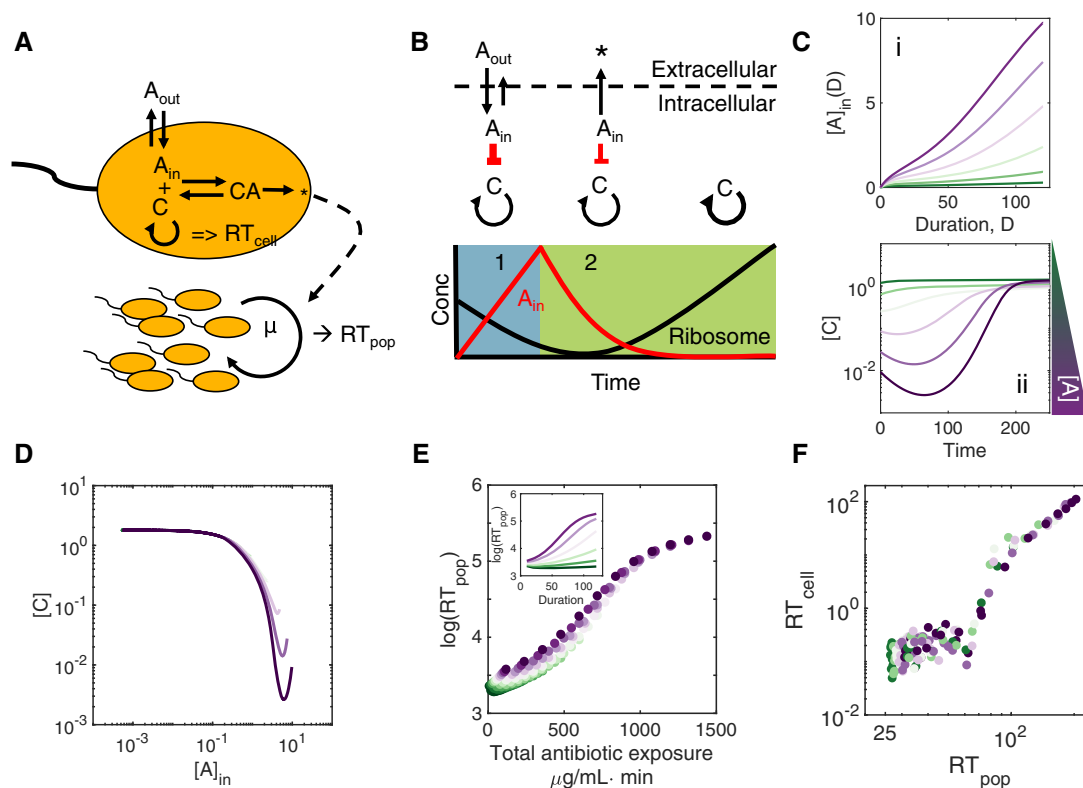 A
A_out
A_in
+
C
CA
*
=> RT_cell
μ
→ RT_pop
B
A_out
*
Extracellular
Intracellular
A_in
A_in
C
C
C
1
2
A_in
Ribosome
Conc
Time
C
i
[A]_in(D)
10
5
0
0
50
100
Duration, D
ii
[C]
10^0
10^-2
0
100
200
Time
[A]
D
[C]
10^1
10^0
10^-1
10^-2
10^-3
10^-3
10^-1
10^1
[A]_in
E
log(RT_pop)
6
5
4
3
0
500
1000
1500
Total antibiotic exposure
μg/mL· min
log(RT_pop)
6
5
4
3
0
50
100
Duration
F
RT_cell
10^2
10^0
10^-2
25
10^2
RT_pop